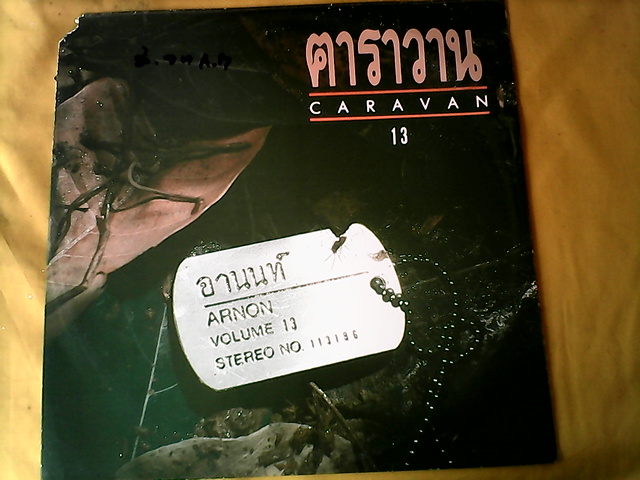 คาราวาน
CARAVAN
13
อานนท์
ARNON
VOLUME 13
STEREO NO. 113196